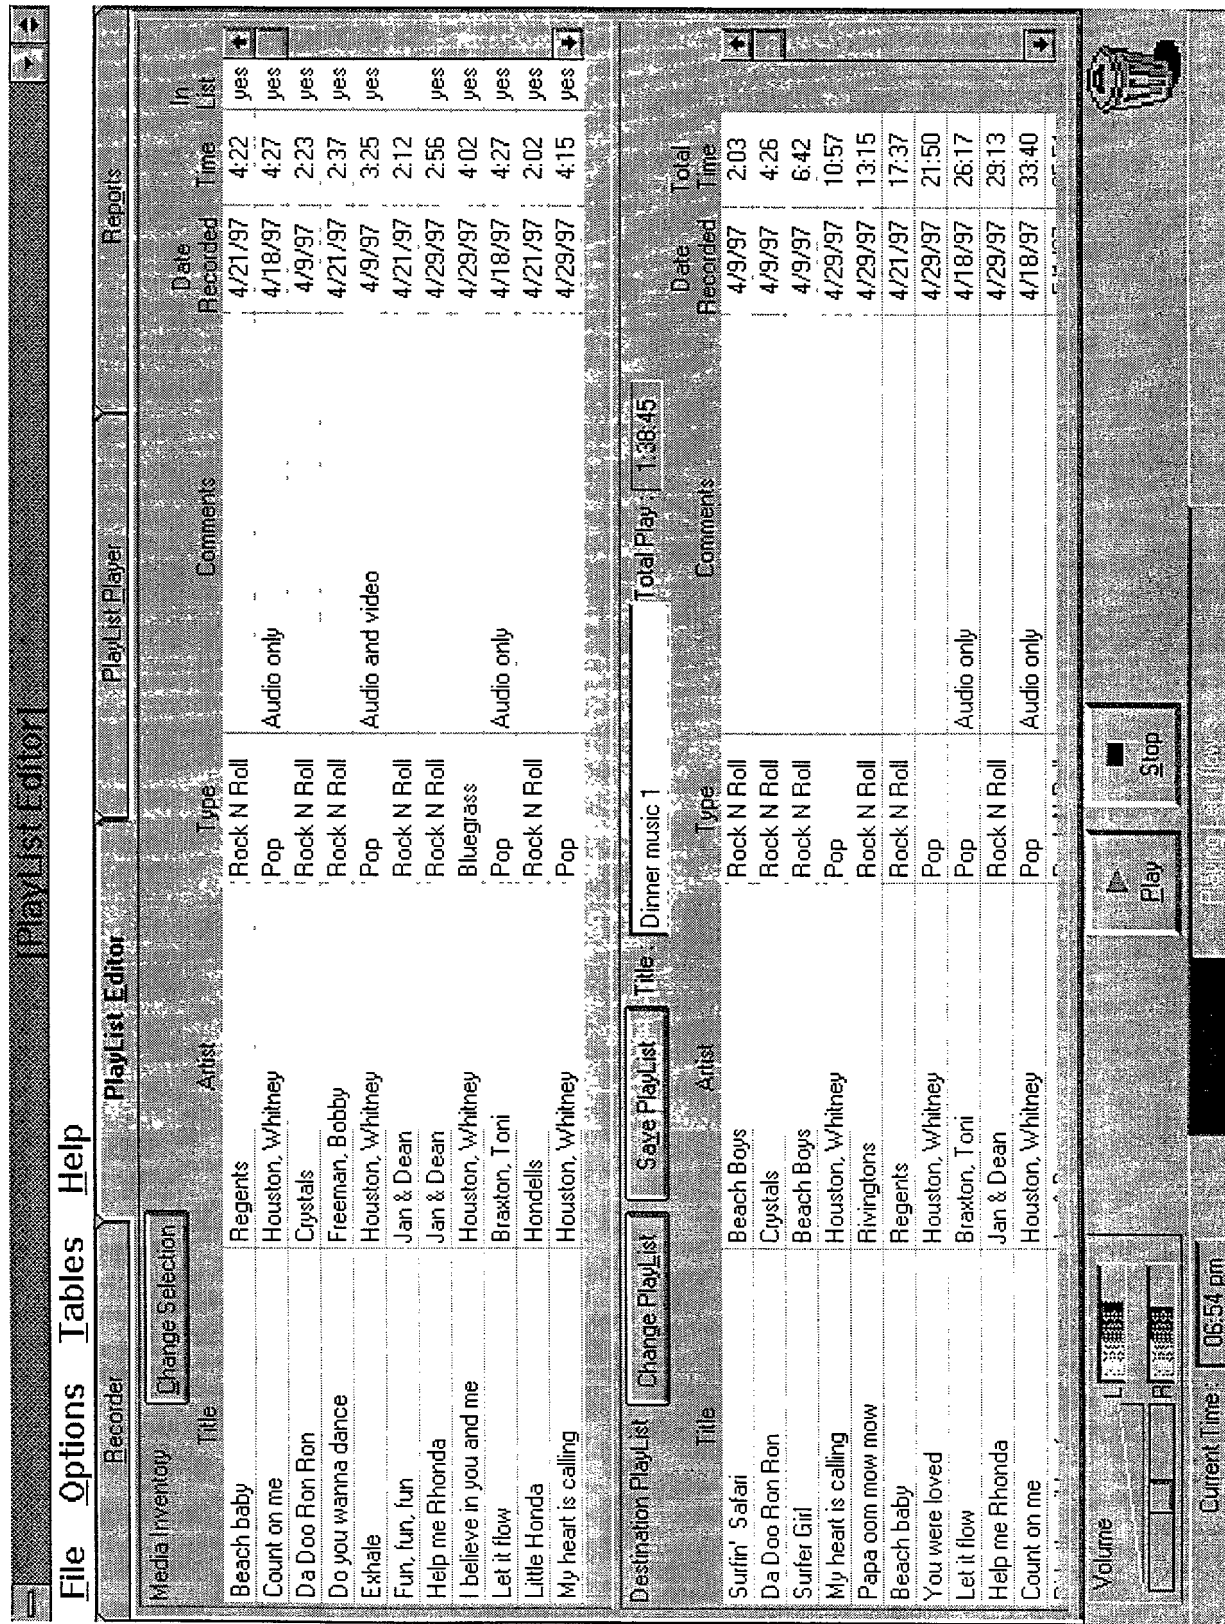 [PlayList Editor]
File Options Tables Help
Recorder PlayList Editor PlayList Player Reports
Media Inventory Change Selection
Title Artist Type Comments Date Recorded Time In List
Beach baby Regents Rock N Roll 4/21/97 4:22 yes
Count on me Houston, Whitney Pop Audio only 4/18/97 4:27 yes
Da Doo Ron Ron Crystals Rock N Roll 4/9/97 2:23 yes
Do you wanna dance Freeman, Bobby Rock N Roll 4/21/97 2:37 yes
Exhale Houston, Whitney Pop Audio and video 4/9/97 3:25 yes
Fun, fun, fun Jan & Dean Rock N Roll 4/21/97 2:12
Help me Rhonda Jan & Dean Rock N Roll 4/29/97 2:56 yes
I believe in you and me Houston, Whitney Bluegrass 4/29/97 4:02 yes
Let it flow Braxton, Toni Pop Audio only 4/18/97 4:27 yes
Little Honda Hondells Rock N Roll 4/21/97 2:02 yes
My heart is calling Houston, Whitney Pop 4/29/97 4:15 yes
Destination PlayList Change PlayList Save PlayList Title: Dinner music 1 Total Play: 1:38:45
Title Artist Type Comments Date Recorded Total Time
Surfin' Safari Beach Boys Rock N Roll 4/9/97 2:03
Da Doo Ron Ron Crystals Rock N Roll 4/9/97 4:26
Surfer Girl Beach Boys Rock N Roll 4/9/97 6:42
My heart is calling Houston, Whitney Pop 4/29/97 10:57
Papa oom mow mow Rivingtons Rock N Roll 4/29/97 13:15
Beach baby Regents Rock N Roll 4/21/97 17:37
You were loved Houston, Whitney Pop 4/29/97 21:50
Let it flow Braxton, Toni Pop Audio only 4/18/97 26:17
Help me Rhonda Jan & Dean Rock N Roll 4/29/97 29:13
Count on me Houston, Whitney Pop Audio only 4/18/97 33:40
Volume L R Play Stop
Current Time: 06:54 pm